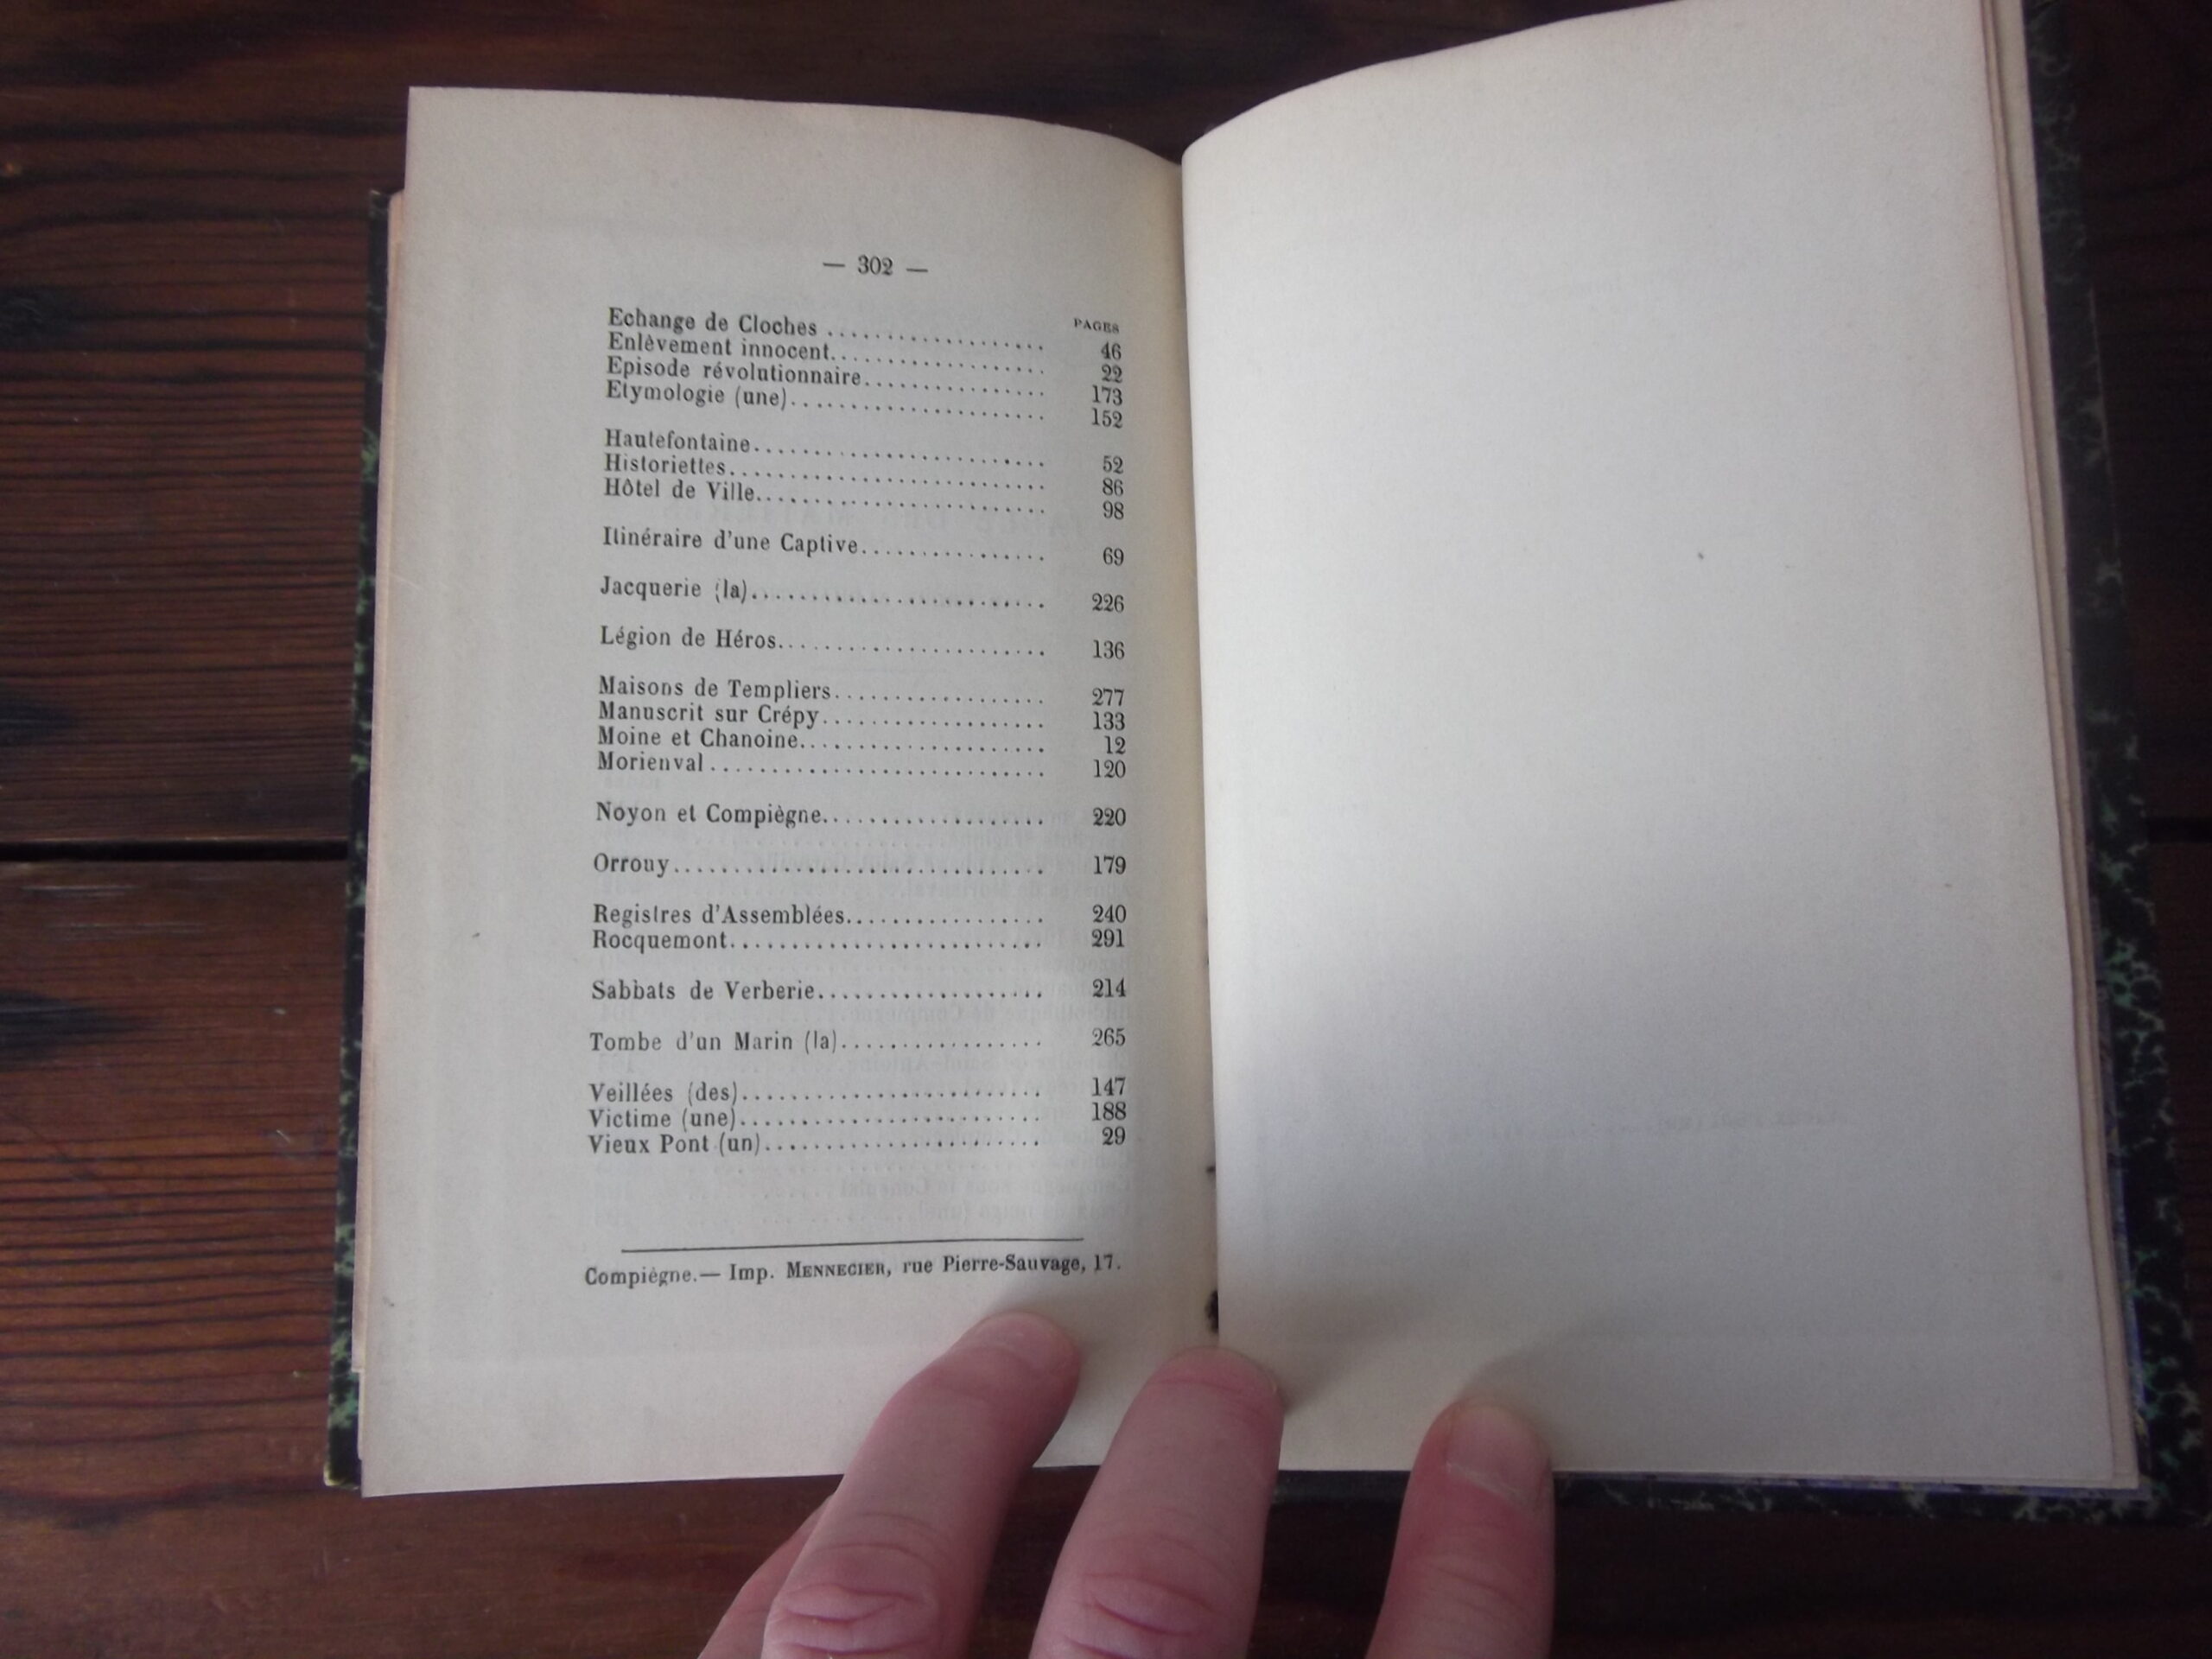 — 302 —
PAGES
Echange de Cloches .................. 46
Enlèvement innocent.................. 22
Episode révolutionnaire............... 173
Etymologie (une)..................... 152
Hautefontaine........................ 52
Historiettes.......................... 86
Hôtel de Ville........................ 98
Itinéraire d'une Captive................ 69
Jacquerie (la)......................... 226
Légion de Héros...................... 136
Maisons de Templiers.................. 277
Manuscrit sur Crépy................... 133
Moine et Chanoine.................... 12
Morienval ............................ 120
Noyon et Compiègne................... 220
Orrouy............................... 179
Registres d'Assemblées................. 240
Rocquemont.......................... 291
Sabbats de Verberie................... 214
Tombe d'un Marin (la)................. 265
Veillées (des)......................... 147
Victime (une)......................... 188
Vieux Pont (un)....................... 29
Compiègne.— Imp. MENNECIER, rue Pierre-Sauvage, 17.